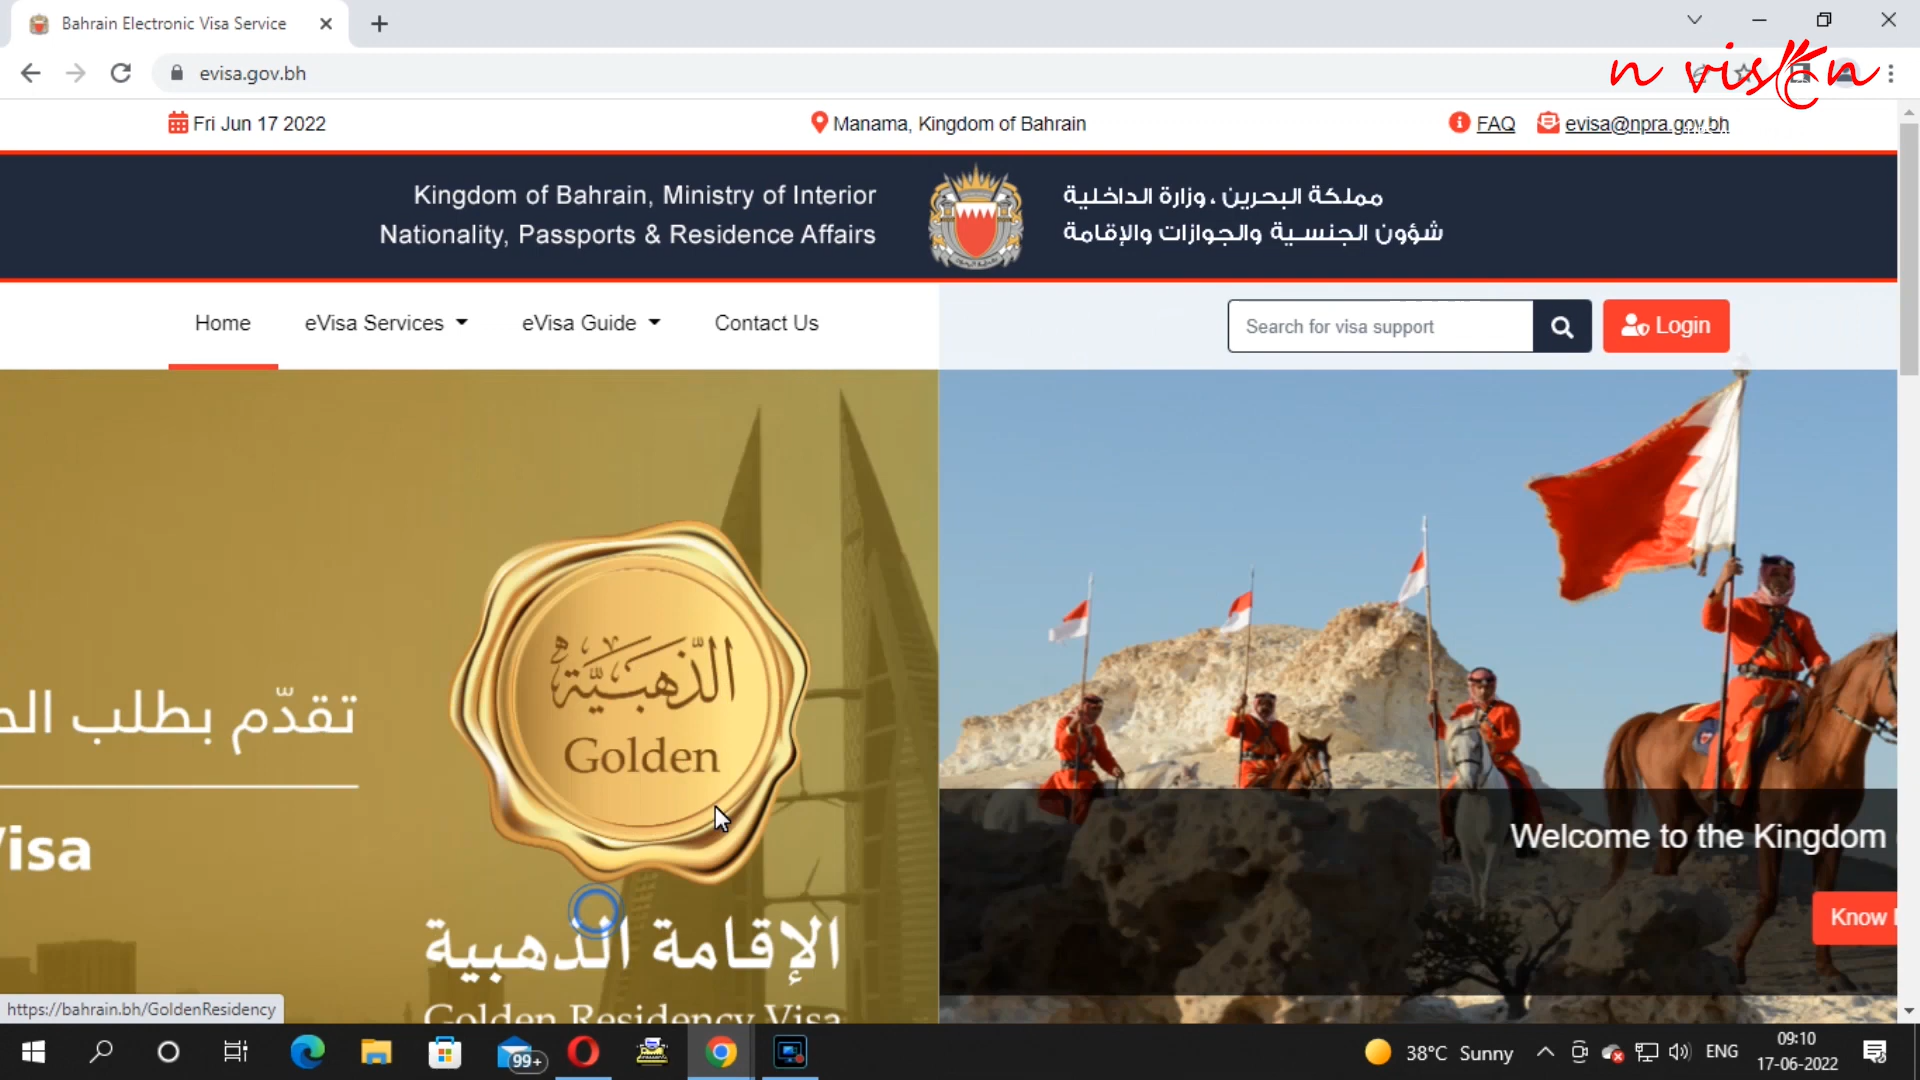 Bahrain Electronic Visa Service
evisa.gov.bh
n vision
Fri Jun 17 2022
Manama, Kingdom of Bahrain
FAQ
evisa@npra.gov.bh
Kingdom of Bahrain, Ministry of Interior
Nationality, Passports & Residence Affairs
مملكة البحرين ، وزارة الداخلية
شؤون الجنسية والجوازات والإقامة
Home
eVisa Services
eVisa Guide
Contact Us
Search for visa support
Login
تقدّم بطلب
الذّهبيّة
Golden
isa
Welcome to the Kingdom
Know
الإقامة الذهبية
Golden Residency Visa
https://bahrain.bh/GoldenResidency
99+
38°C Sunny
ENG
09:10
17-06-2022